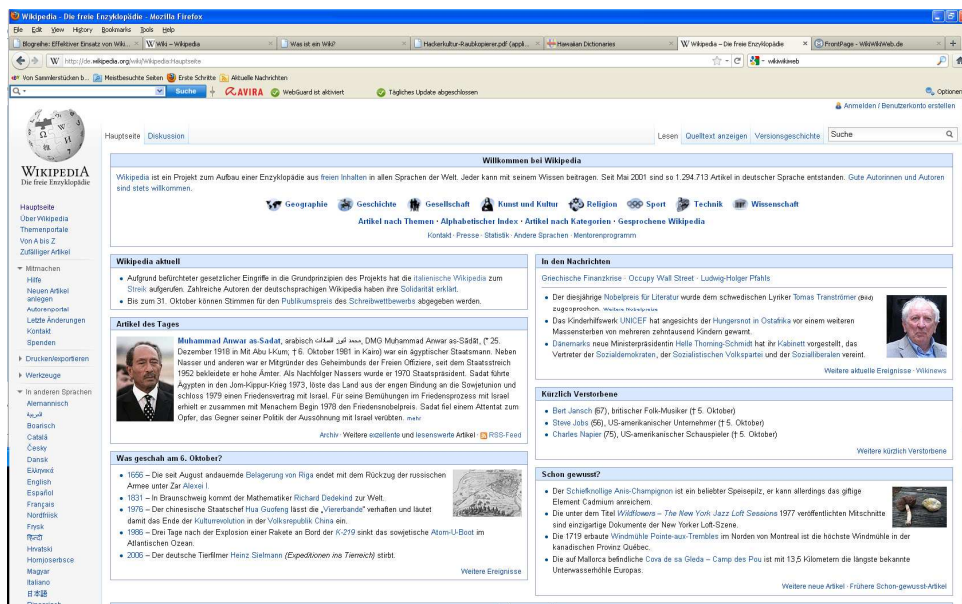 Wikipedia - Die freie Enzyklopädie - Mozilla Firefox
File Edit View History Bookmarks Tools Help
Blogreihe: Effektiver Einsatz von Wiki...
Wiki – Wikipedia
Was ist ein Wiki?
Hackerkultur-Raubkopierer.pdf (appli...
Hawaiian Dictionaries
Wikipedia – Die freie Enzyklopädie
FrontPage - WikiWikiWeb.de
http://de.wikipedia.org/wiki/Wikipedia:Hauptseite
wikiwikiweb
Von Sammlerstücken b... Meistbesuchte Seiten Erste Schritte Aktuelle Nachrichten
Suche AVIRA WebGuard ist aktiviert Tägliches Update abgeschlossen Optionen
Anmelden / Benutzerkonto erstellen
WIKIPEDIA
Die freie Enzyklopädie
Hauptseite
Über Wikipedia
Themenportale
Von A bis Z
Zufälliger Artikel
Mitmachen
Hilfe
Neuen Artikel
anlegen
Autorenportal
Letzte Änderungen
Kontakt
Spenden
Drucken/exportieren
Werkzeuge
In anderen Sprachen
Alemannisch
العربية
Boarisch
Català
Česky
Dansk
Ελληνικά
English
Español
Français
Nordfriisk
Frysk
हिन्दी
Hrvatski
Hornjoserbsce
Magyar
Italiano
日本語
Hauptseite Diskussion
Lesen Quelltext anzeigen Versionsgeschichte Suche
Willkommen bei Wikipedia
Wikipedia ist ein Projekt zum Aufbau einer Enzyklopädie aus freien Inhalten in allen Sprachen der Welt. Jeder kann mit seinem Wissen beitragen. Seit Mai 2001 sind so 1.294.713 Artikel in deutscher Sprache entstanden. Gute Autorinnen und Autoren
sind stets willkommen.
Geographie Geschichte Gesellschaft Kunst und Kultur Religion Sport Technik Wissenschaft
Artikel nach Themen · Alphabetischer Index · Artikel nach Kategorien · Gesprochene Wikipedia
Kontakt · Presse · Statistik · Andere Sprachen · Mentorenprogramm
Wikipedia aktuell
Aufgrund befürchteter gesetzlicher Eingriffe in die Grundprinzipien des Projekts hat die italienische Wikipedia zum
Streik aufgerufen. Zahlreiche Autoren der deutschsprachigen Wikipedia haben ihre Solidarität erklärt.
Bis zum 31. Oktober können Stimmen für den Publikumspreis des Schreibwettbewerbs abgegeben werden.
Artikel des Tages
Muhammad Anwar as-Sadat, arabisch محمد أنور السادات, DMG Muḥammad Anwar as-Sādāt, (* 25.
Dezember 1918 in Mit Abu l-Kum; † 6. Oktober 1981 in Kairo) war ein ägyptischer Staatsmann. Neben
Nasser und anderen war er Mitgründer des Geheimbunds der Freien Offiziere, seit dem Staatsstreich
1952 bekleidete er hohe Ämter. Als Nachfolger Nassers wurde er 1970 Staatspräsident. Sadat führte
Ägypten in den Jom-Kippur-Krieg 1973, löste das Land aus der engen Bindung an die Sowjetunion und
schloss 1979 einen Friedensvertrag mit Israel. Für seine Bemühungen im Friedensprozess mit Israel
erhielt er zusammen mit Menachem Begin 1978 den Friedensnobelpreis. Sadat fiel einem Attentat zum
Opfer, das Gegner seiner Politik der Aussöhnung mit Israel verübten. mehr
Archiv · Weitere exzellente und lesenswerte Artikel · RSS-Feed
Was geschah am 6. Oktober?
1656 – Die seit August andauernde Belagerung von Riga endet mit dem Rückzug der russischen
Armee unter Zar Alexei I.
1831 – In Braunschweig kommt der Mathematiker Richard Dedekind zur Welt.
1976 – Der chinesische Staatschef Hua Guofeng lässt die „Viererbande“ verhaften und läutet
damit das Ende der Kulturrevolution in der Volksrepublik China ein.
1986 – Drei Tage nach der Explosion einer Rakete an Bord der K-219 sinkt das sowjetische Atom-U-Boot im
Atlantischen Ozean.
2006 – Der deutsche Tierfilmer Heinz Sielmann (Expeditionen ins Tierreich) stirbt.
Weitere Ereignisse
In den Nachrichten
Griechische Finanzkrise · Occupy Wall Street · Ludwig-Holger Pfahls
Der diesjährige Nobelpreis für Literatur wurde dem schwedischen Lyriker Tomas Tranströmer (Bild)
zugesprochen. Weitere Nobelpreise
Das Kinderhilfswerk UNICEF hat angesichts der Hungersnot in Ostafrika vor einem weiteren
Massensterben von mehreren zehntausend Kindern gewarnt.
Dänemarks neue Ministerpräsidentin Helle Thorning-Schmidt hat ihr Kabinett vorgestellt, das
Vertreter der Sozialdemokraten, der Sozialistischen Volkspartei und der Sozialliberalen vereint.
Weitere aktuelle Ereignisse · Wikinews
Kürzlich Verstorbene
Bert Jansch (67), britischer Folk-Musiker († 5. Oktober)
Steve Jobs (56), US-amerikanischer Unternehmer († 5. Oktober)
Charles Napier (75), US-amerikanischer Schauspieler († 5. Oktober)
Weitere kürzlich Verstorbene
Schon gewusst?
Der Schiefknollige Anis-Champignon ist ein beliebter Speisepilz, er kann allerdings das giftige
Element Cadmium anreichern.
Die unter dem Titel Wildflowers – The New York Jazz Loft Sessions 1977 veröffentlichten Mitschnitte
sind einzigartige Dokumente der New Yorker Loft-Szene.
Die 1719 erbaute Windmühle Pointe-aux-Trembles im Norden von Montreal ist die höchste Windmühle in der
kanadischen Provinz Québec.
Die auf Mallorca befindliche Cova de sa Gleda – Camp des Pou ist mit 13,5 Kilometern die längste bekannte
Unterwasserhöhle Europas.
Weitere neue Artikel · Frühere Schon-gewusst-Artikel